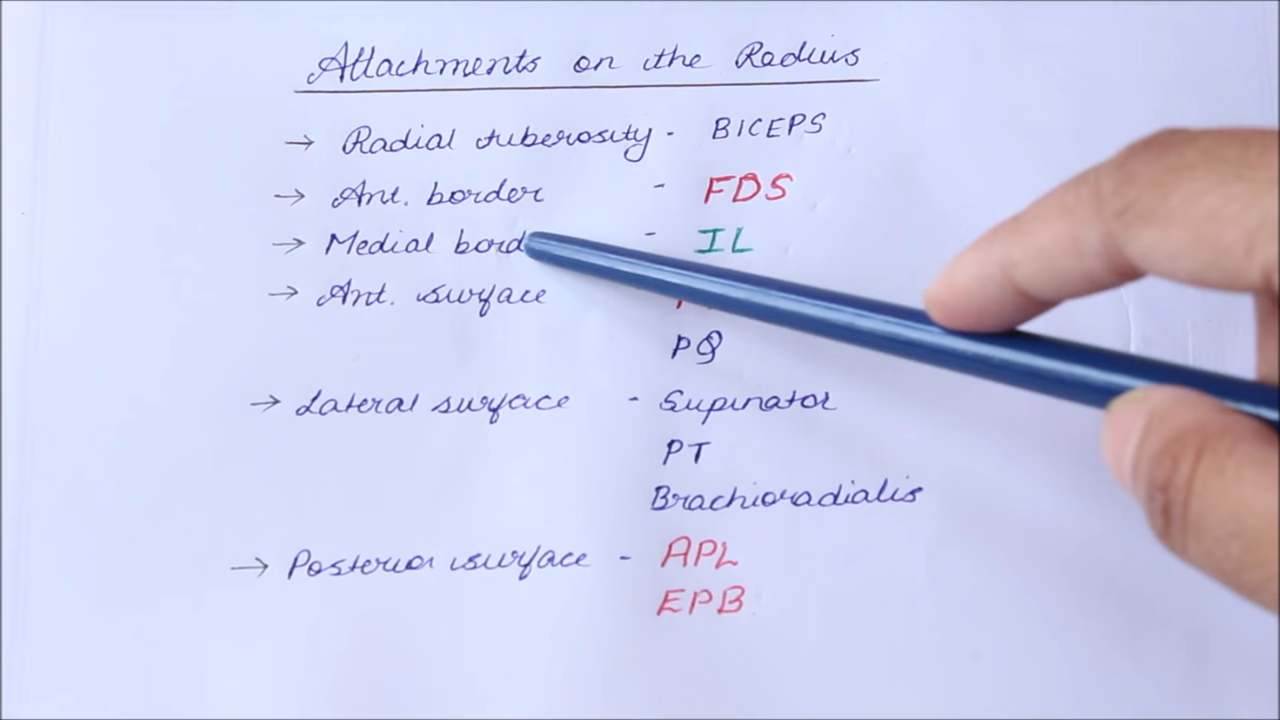 Attachments on the Radius
→ Radial tuberosity - BICEPS
→ Ant. border - FDS
→ Medial bord - IL
→ Ant. surface
PQ
→ Lateral surface - Supinator
PT
Brachioradialis
→ Posterior surface - APL
EPB